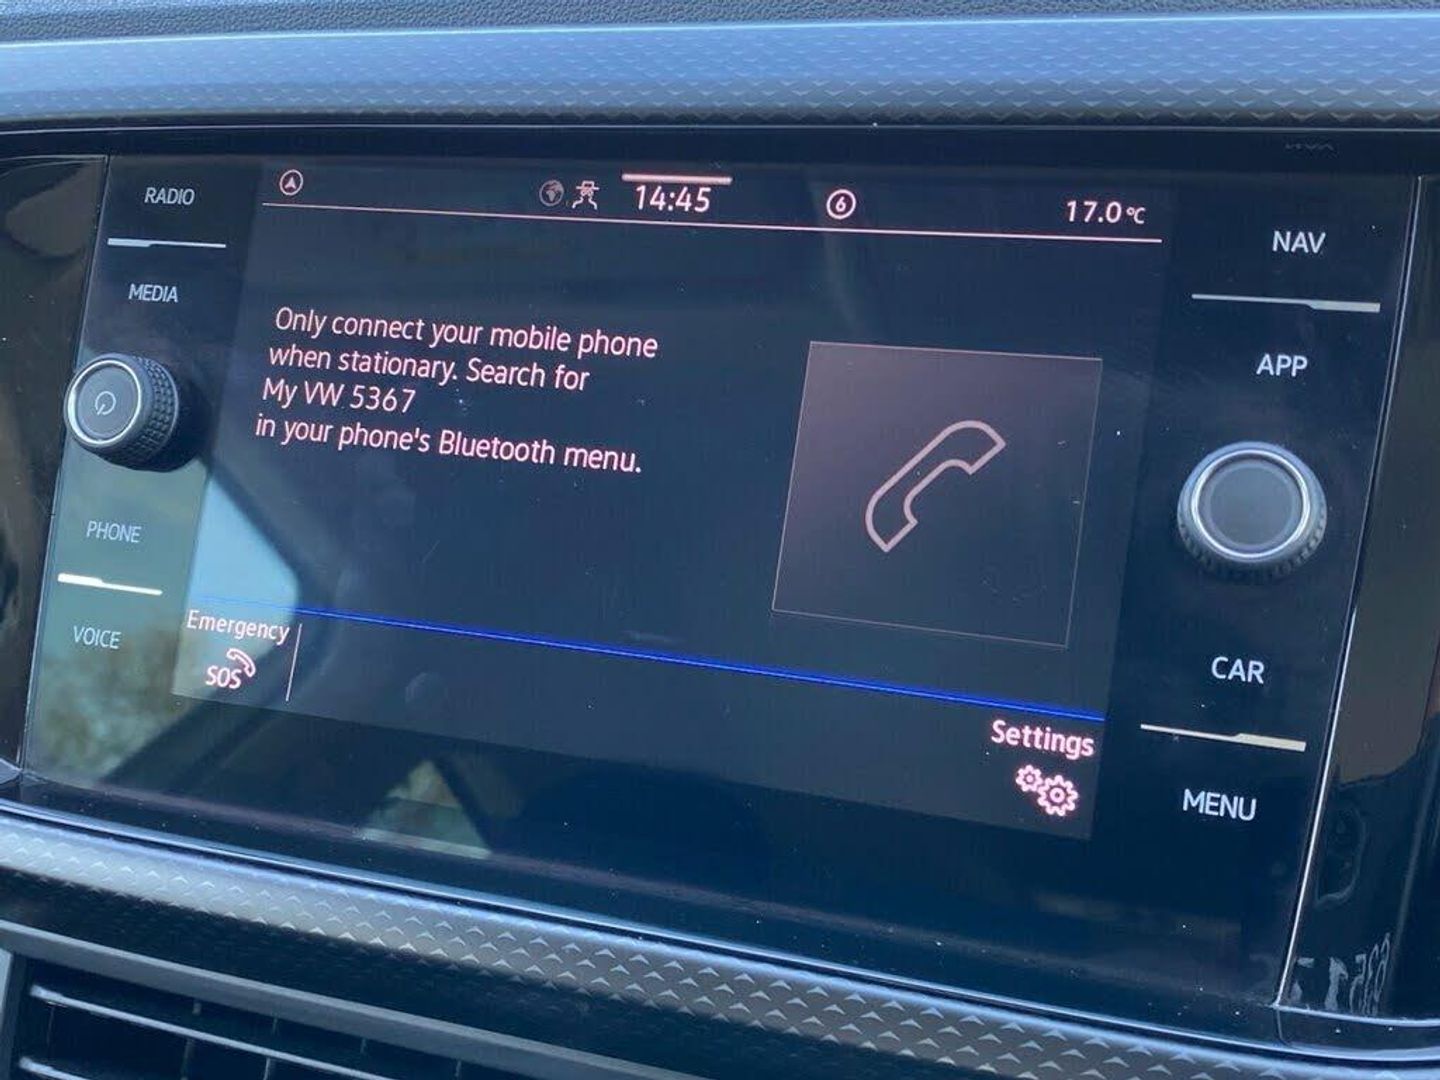 RADIO
MEDIA
PHONE
VOICE
14:45
6
17.0°C
Only connect your mobile phone
when stationary. Search for
My VW 5367
in your phone's Bluetooth menu.
Emergency
SOS
Settings
NAV
APP
CAR
MENU